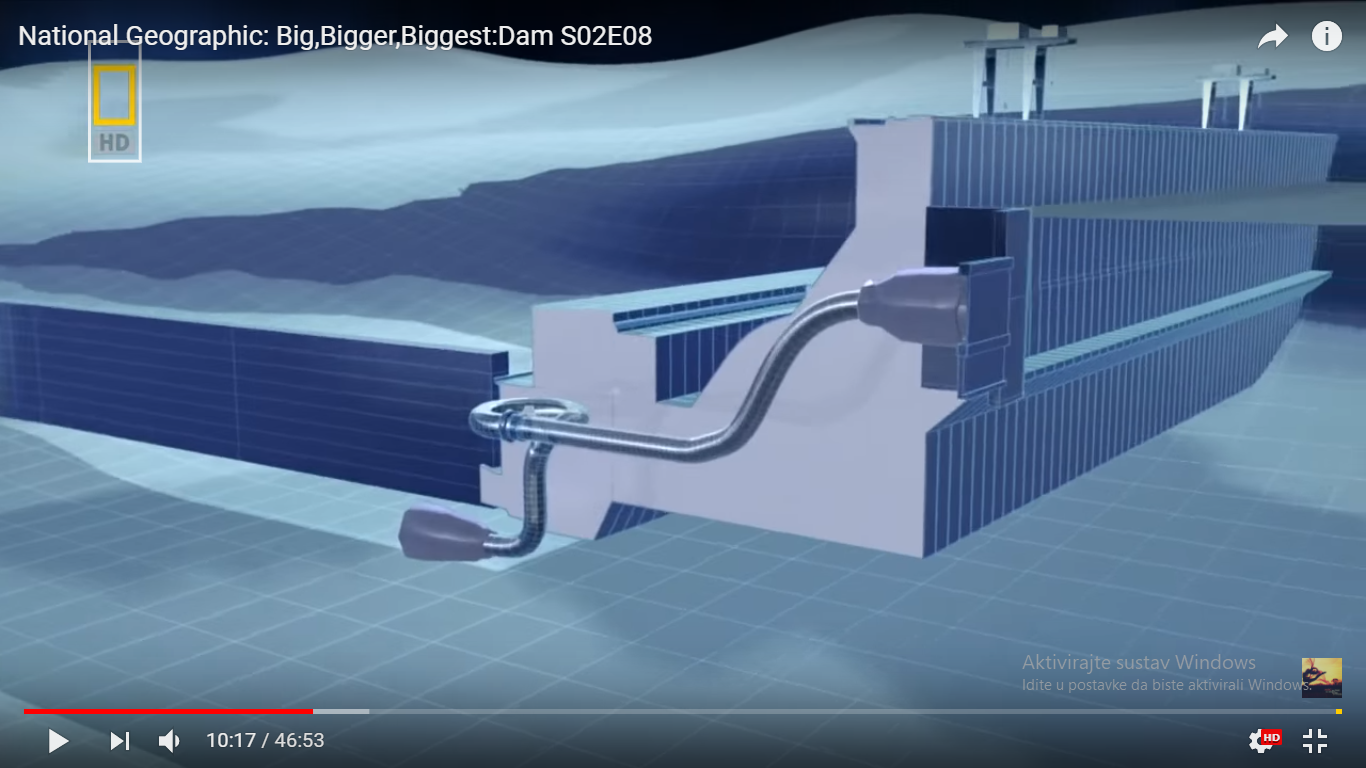 National Geographic: Big,Bigger,Biggest:Dam S02E08
HD
Aktivirajte sustav Windows
Idite u postavke da biste aktivirali Windows.
10:17 / 46:53
HD